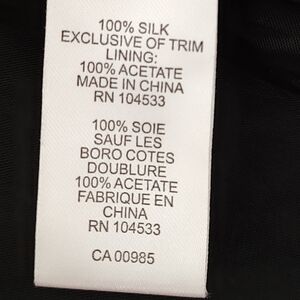 100% SILK
EXCLUSIVE OF TRIM
LINING:
100% ACETATE
MADE IN CHINA
RN 104533
100% SOIE
SAUF LES
BORO COTES
DOUBLURE
100% ACETATE
FABRIQUE EN
CHINA
RN 104533
CA 00985